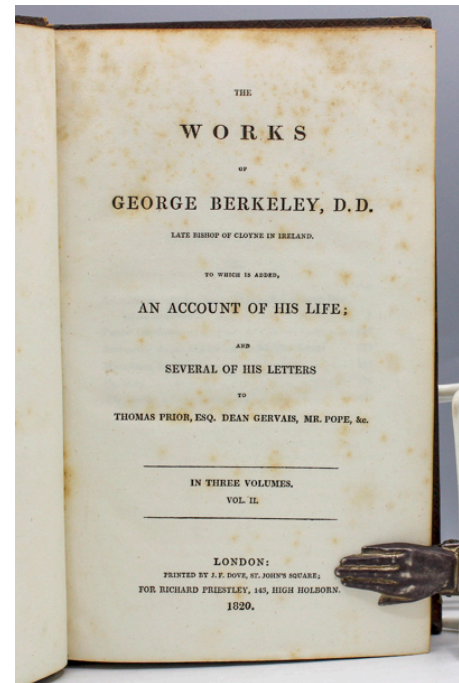 THE
WORKS
OF
GEORGE BERKELEY, D.D.
LATE BISHOP OF CLOYNE IN IRELAND.
TO WHICH IS ADDED,
AN ACCOUNT OF HIS LIFE;
AND
SEVERAL OF HIS LETTERS
TO
THOMAS PRIOR, ESQ. DEAN GERVAIS, MR. POPE, &c.
IN THREE VOLUMES.
VOL. II.
LONDON:
PRINTED BY J. F. DOVE, ST. JOHN'S SQUARE;
FOR RICHARD PRIESTLEY, 143, HIGH HOLBORN.
1820.